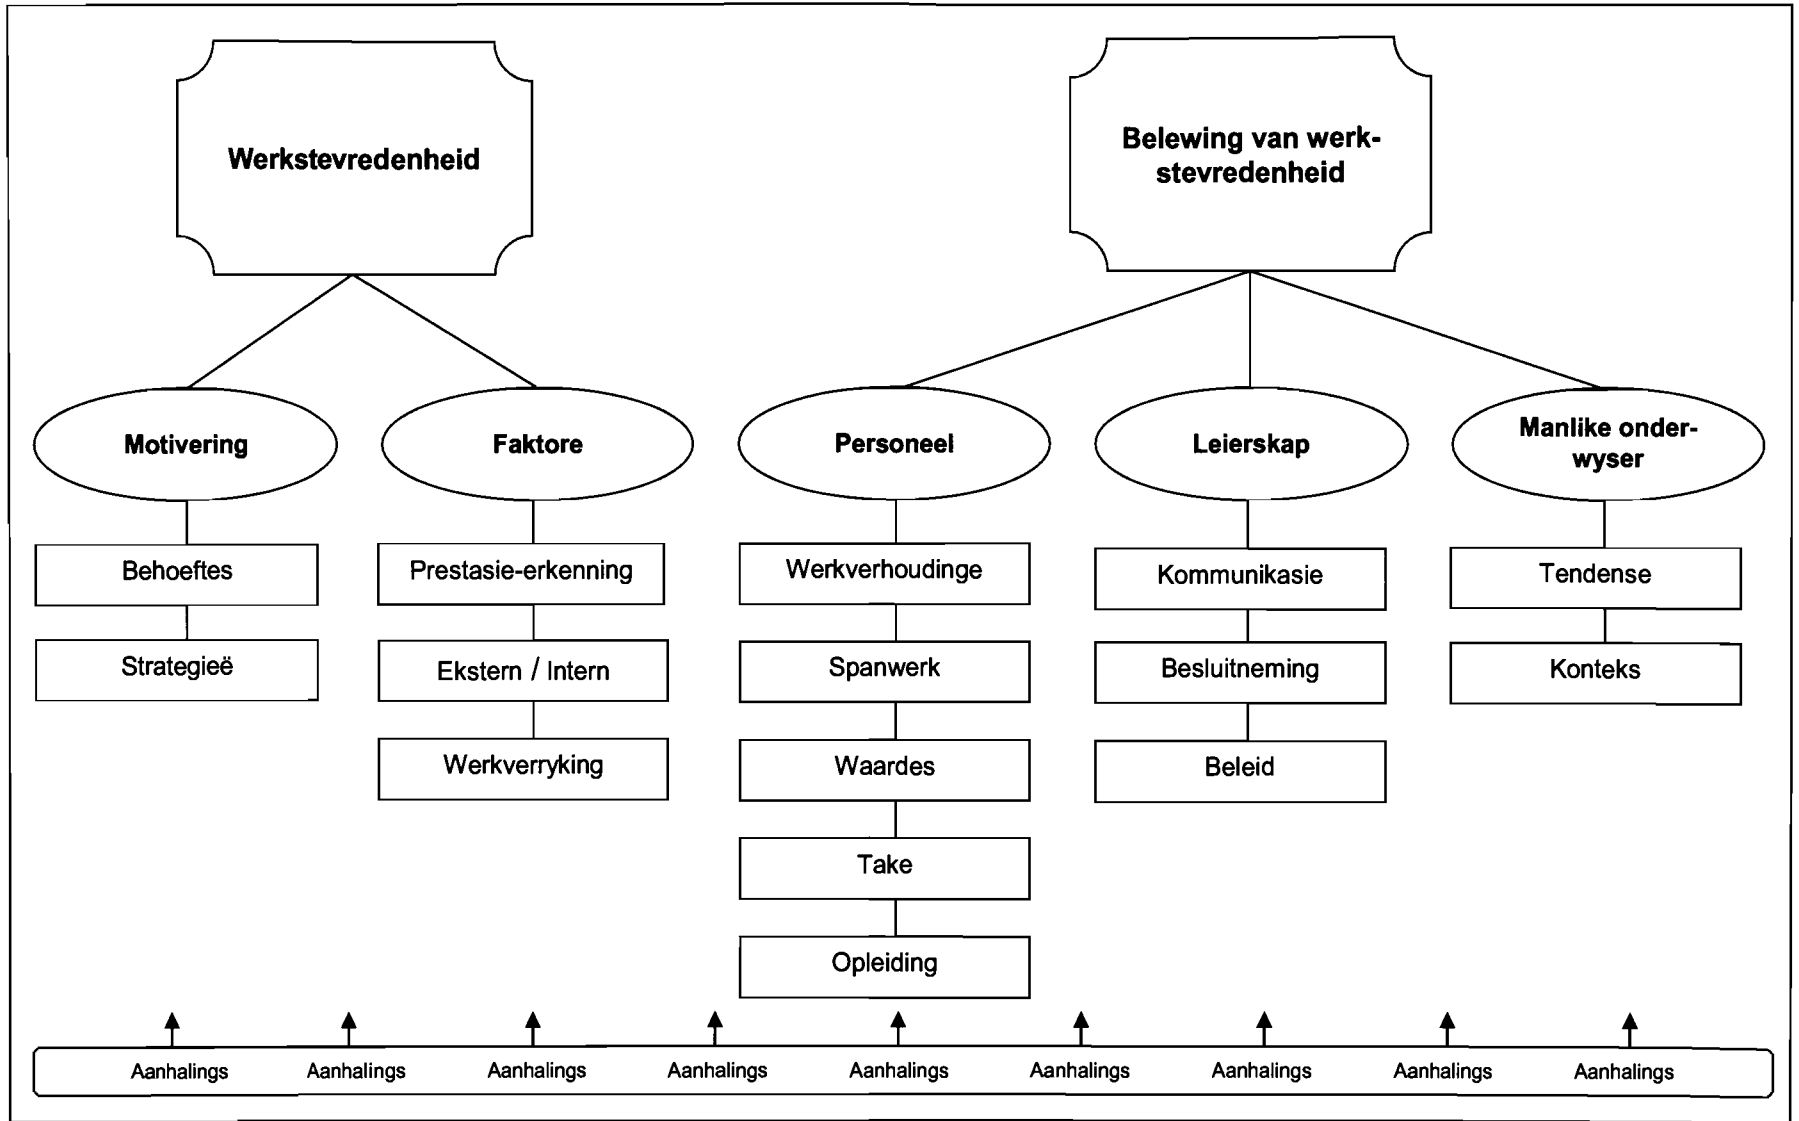 Werkstevredenheid
Belewing van werk-
stevredenheid
Motivering
Faktore
Personeel
Leierskap
Manlike onder-
wyser
Behoeftes
Strategieë
Prestasie-erkenning
Ekstern / Intern
Werkverryking
Werkverhoudinge
Spanwerk
Waardes
Take
Opleiding
Kommunikasie
Besluitneming
Beleid
Tendense
Konteks
Aanhalings Aanhalings Aanhalings Aanhalings Aanhalings Aanhalings Aanhalings Aanhalings Aanhalings